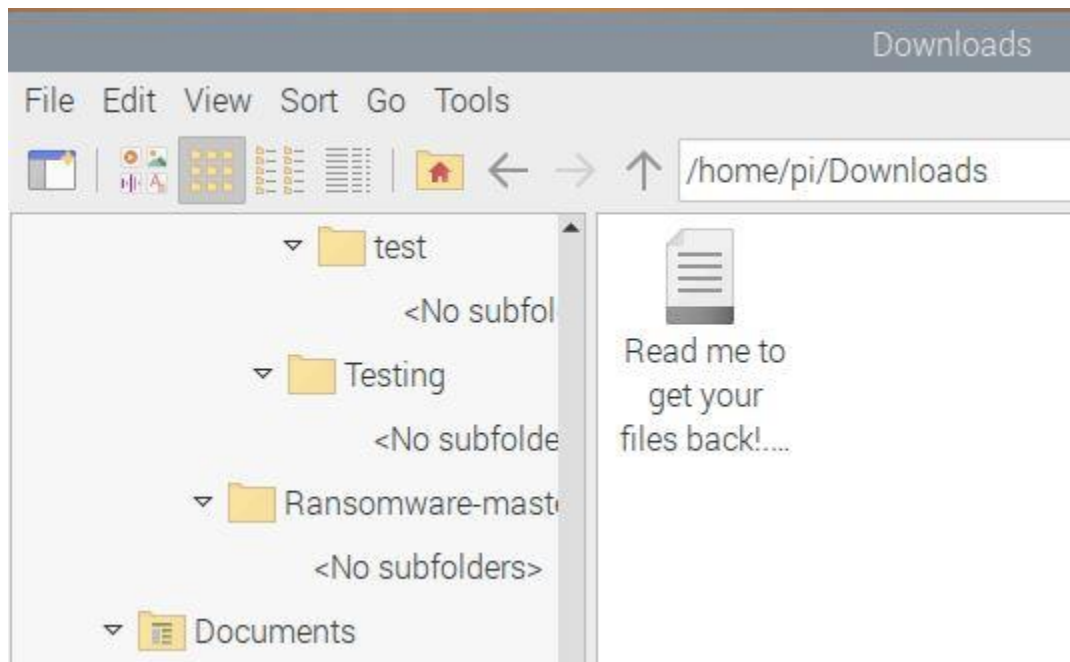 Downloads
File Edit View Sort Go Tools
/home/pi/Downloads
test
<No subfol
Testing
<No subfolde
Ransomware-mast
<No subfolders>
Documents
Read me to
get your
files back!....